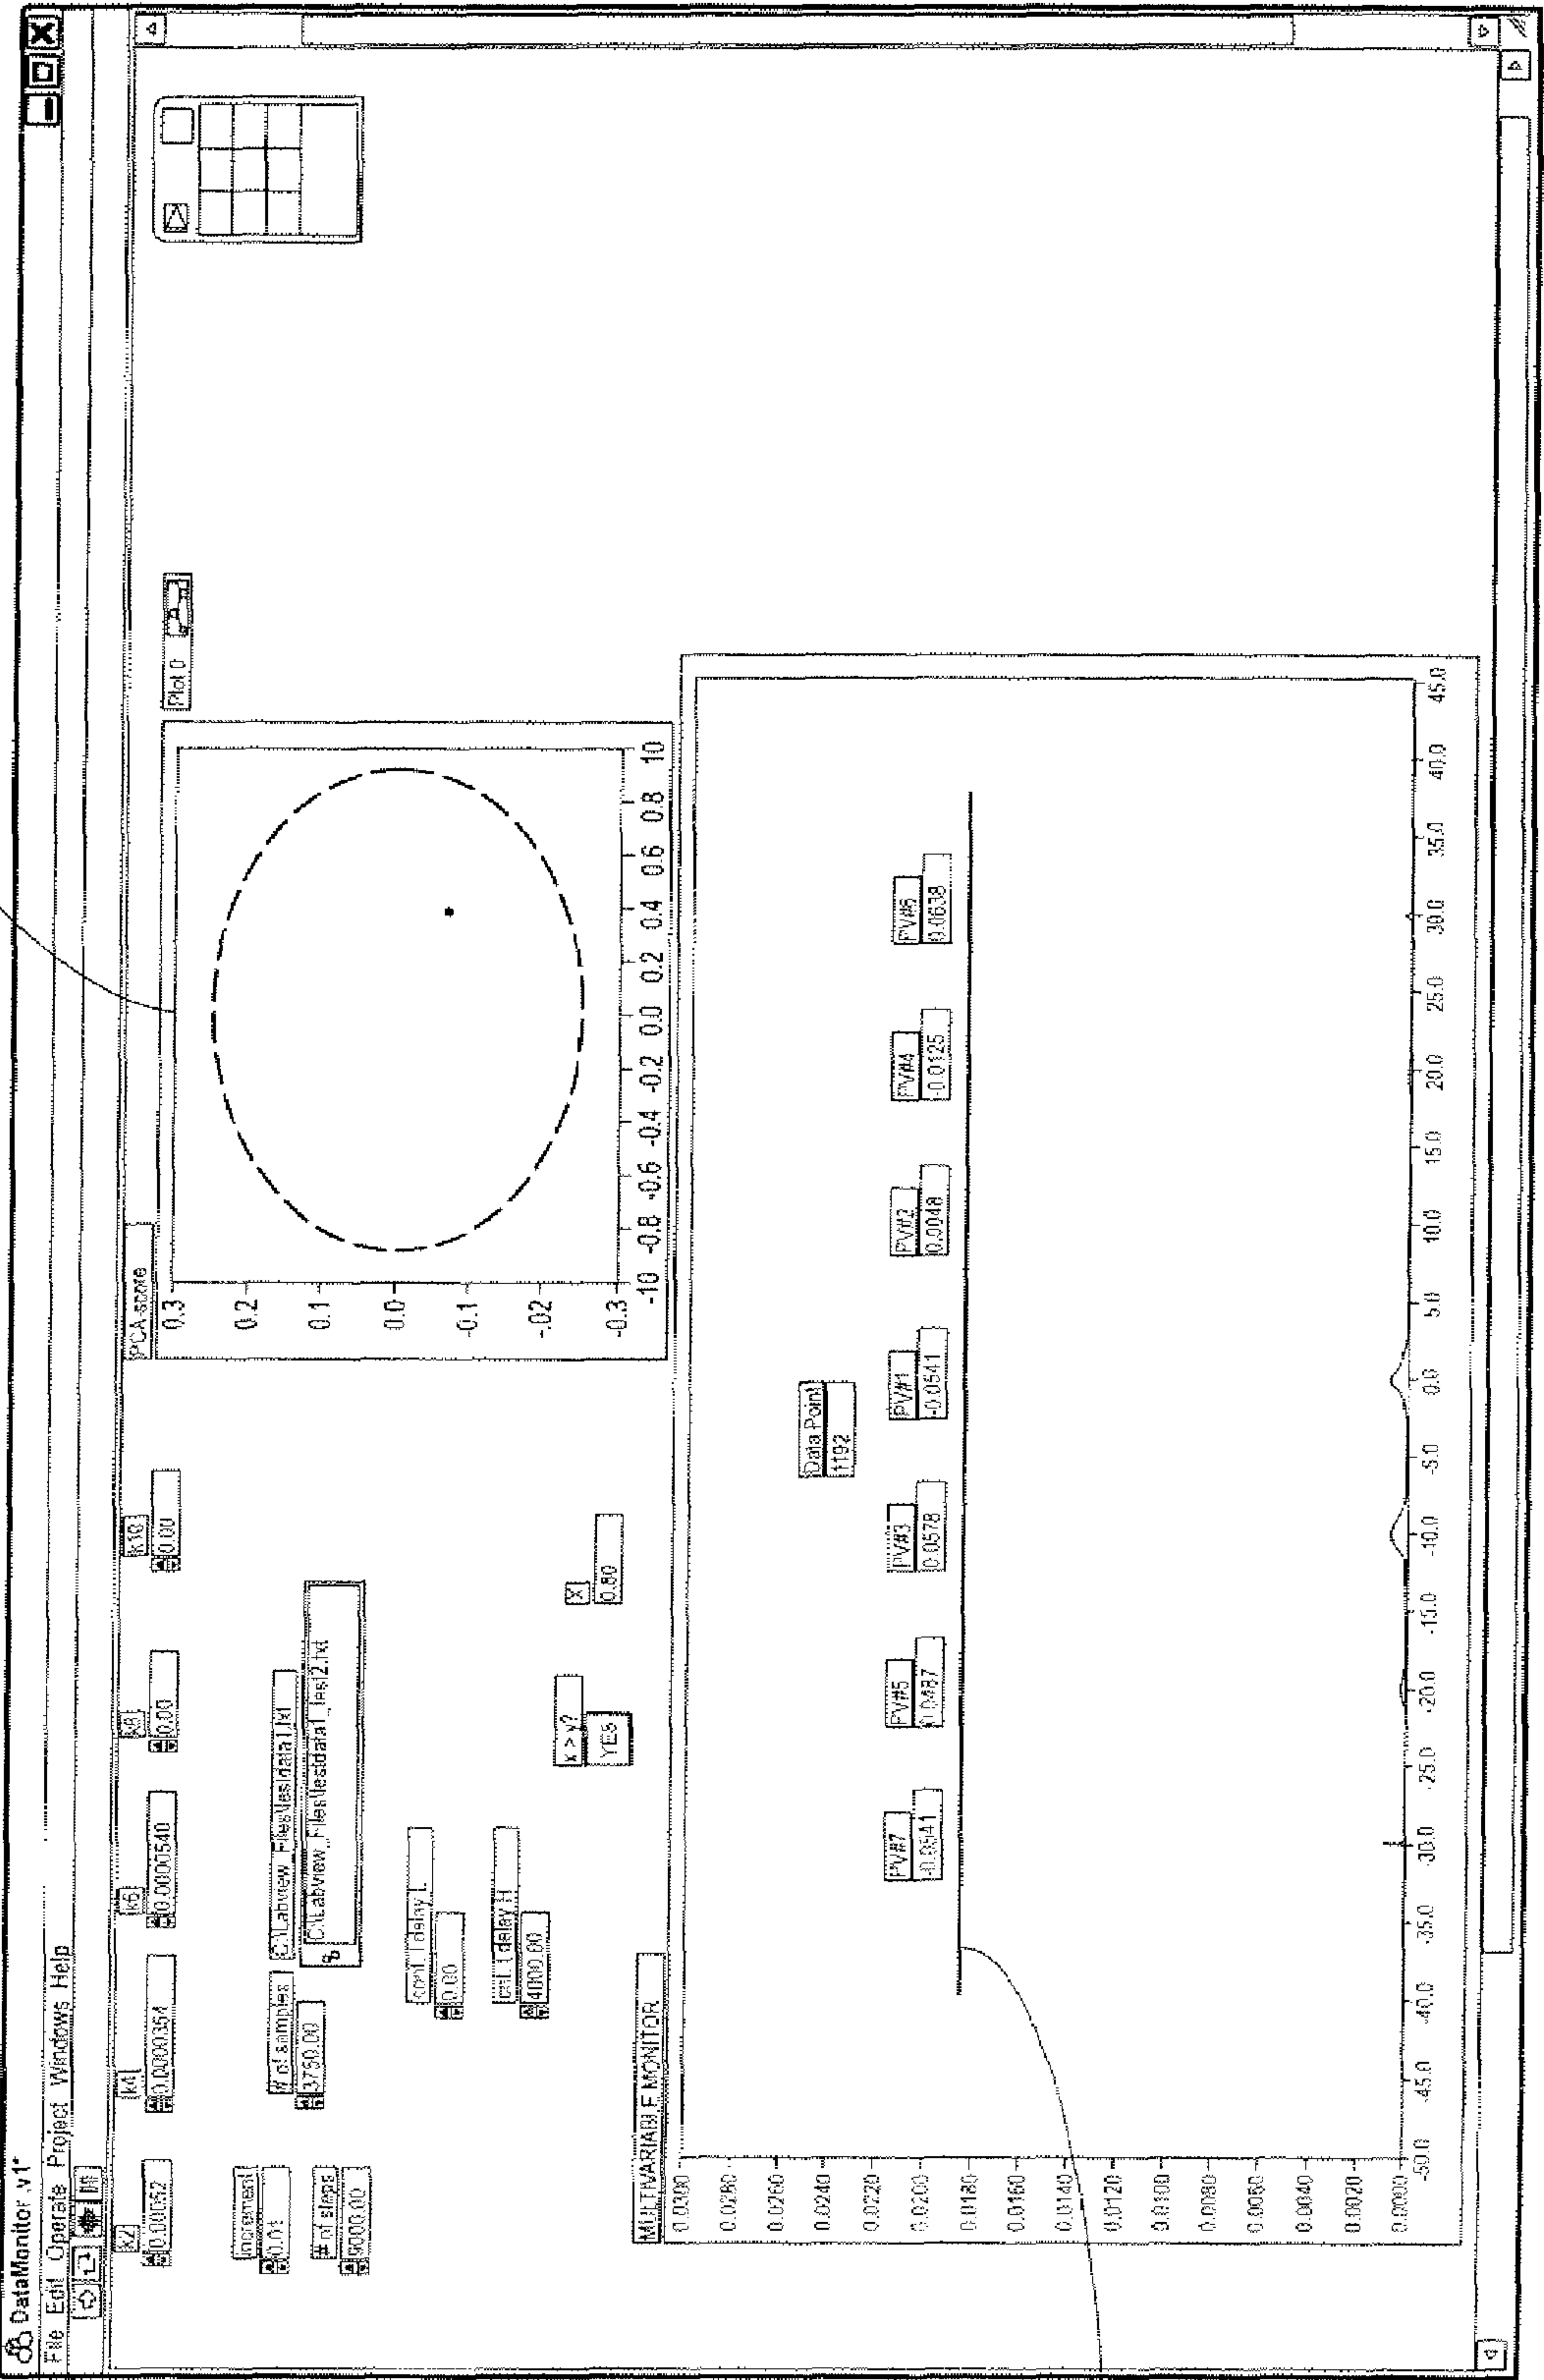 DataMonitor .v1*
File Edit Operate Project Windows Help
k2 k4 k6 k8 k10
0.00052 0.0000354 0.0000540 0.00 0.00
increment
0.01
# of steps
9000.00
# of samples
3750.00
C:\Labview_Files\testdata1.txt
% C:\Labview_Files\testdata1_test2.txt
cont. t delay L
0.00
cnt. t delay H
4000.00
x > y?
YES
X
0.80
PCA-score
Plot 0
0.3
0.2
0.1
0.0
-0.1
-.02
-0.3
-10 -0.8 -0.6 -0.4 -0.2 0.0 0.2 0.4 0.6 0.8 10
MULTIVARIABLE MONITOR
0.0300
0.0280
0.0260
0.0240
0.0220
0.0200
0.0180
0.0160
0.0140
0.0120
0.0100
0.0080
0.0060
0.0040
0.0020
0.0000
Data Point
1192
PV#7 PV#5 PV#3 PV#1 PV#2 PV#4 PV#6
-0.0541 0.0487 0.0578 -0.0541 0.0048 -0.0125 0.0638
-50.0 -45.0 -40.0 -35.0 -30.0 -25.0 -20.0 -15.0 -10.0 -5.0 0.0 5.0 10.0 15.0 20.0 25.0 30.0 35.0 40.0 45.0